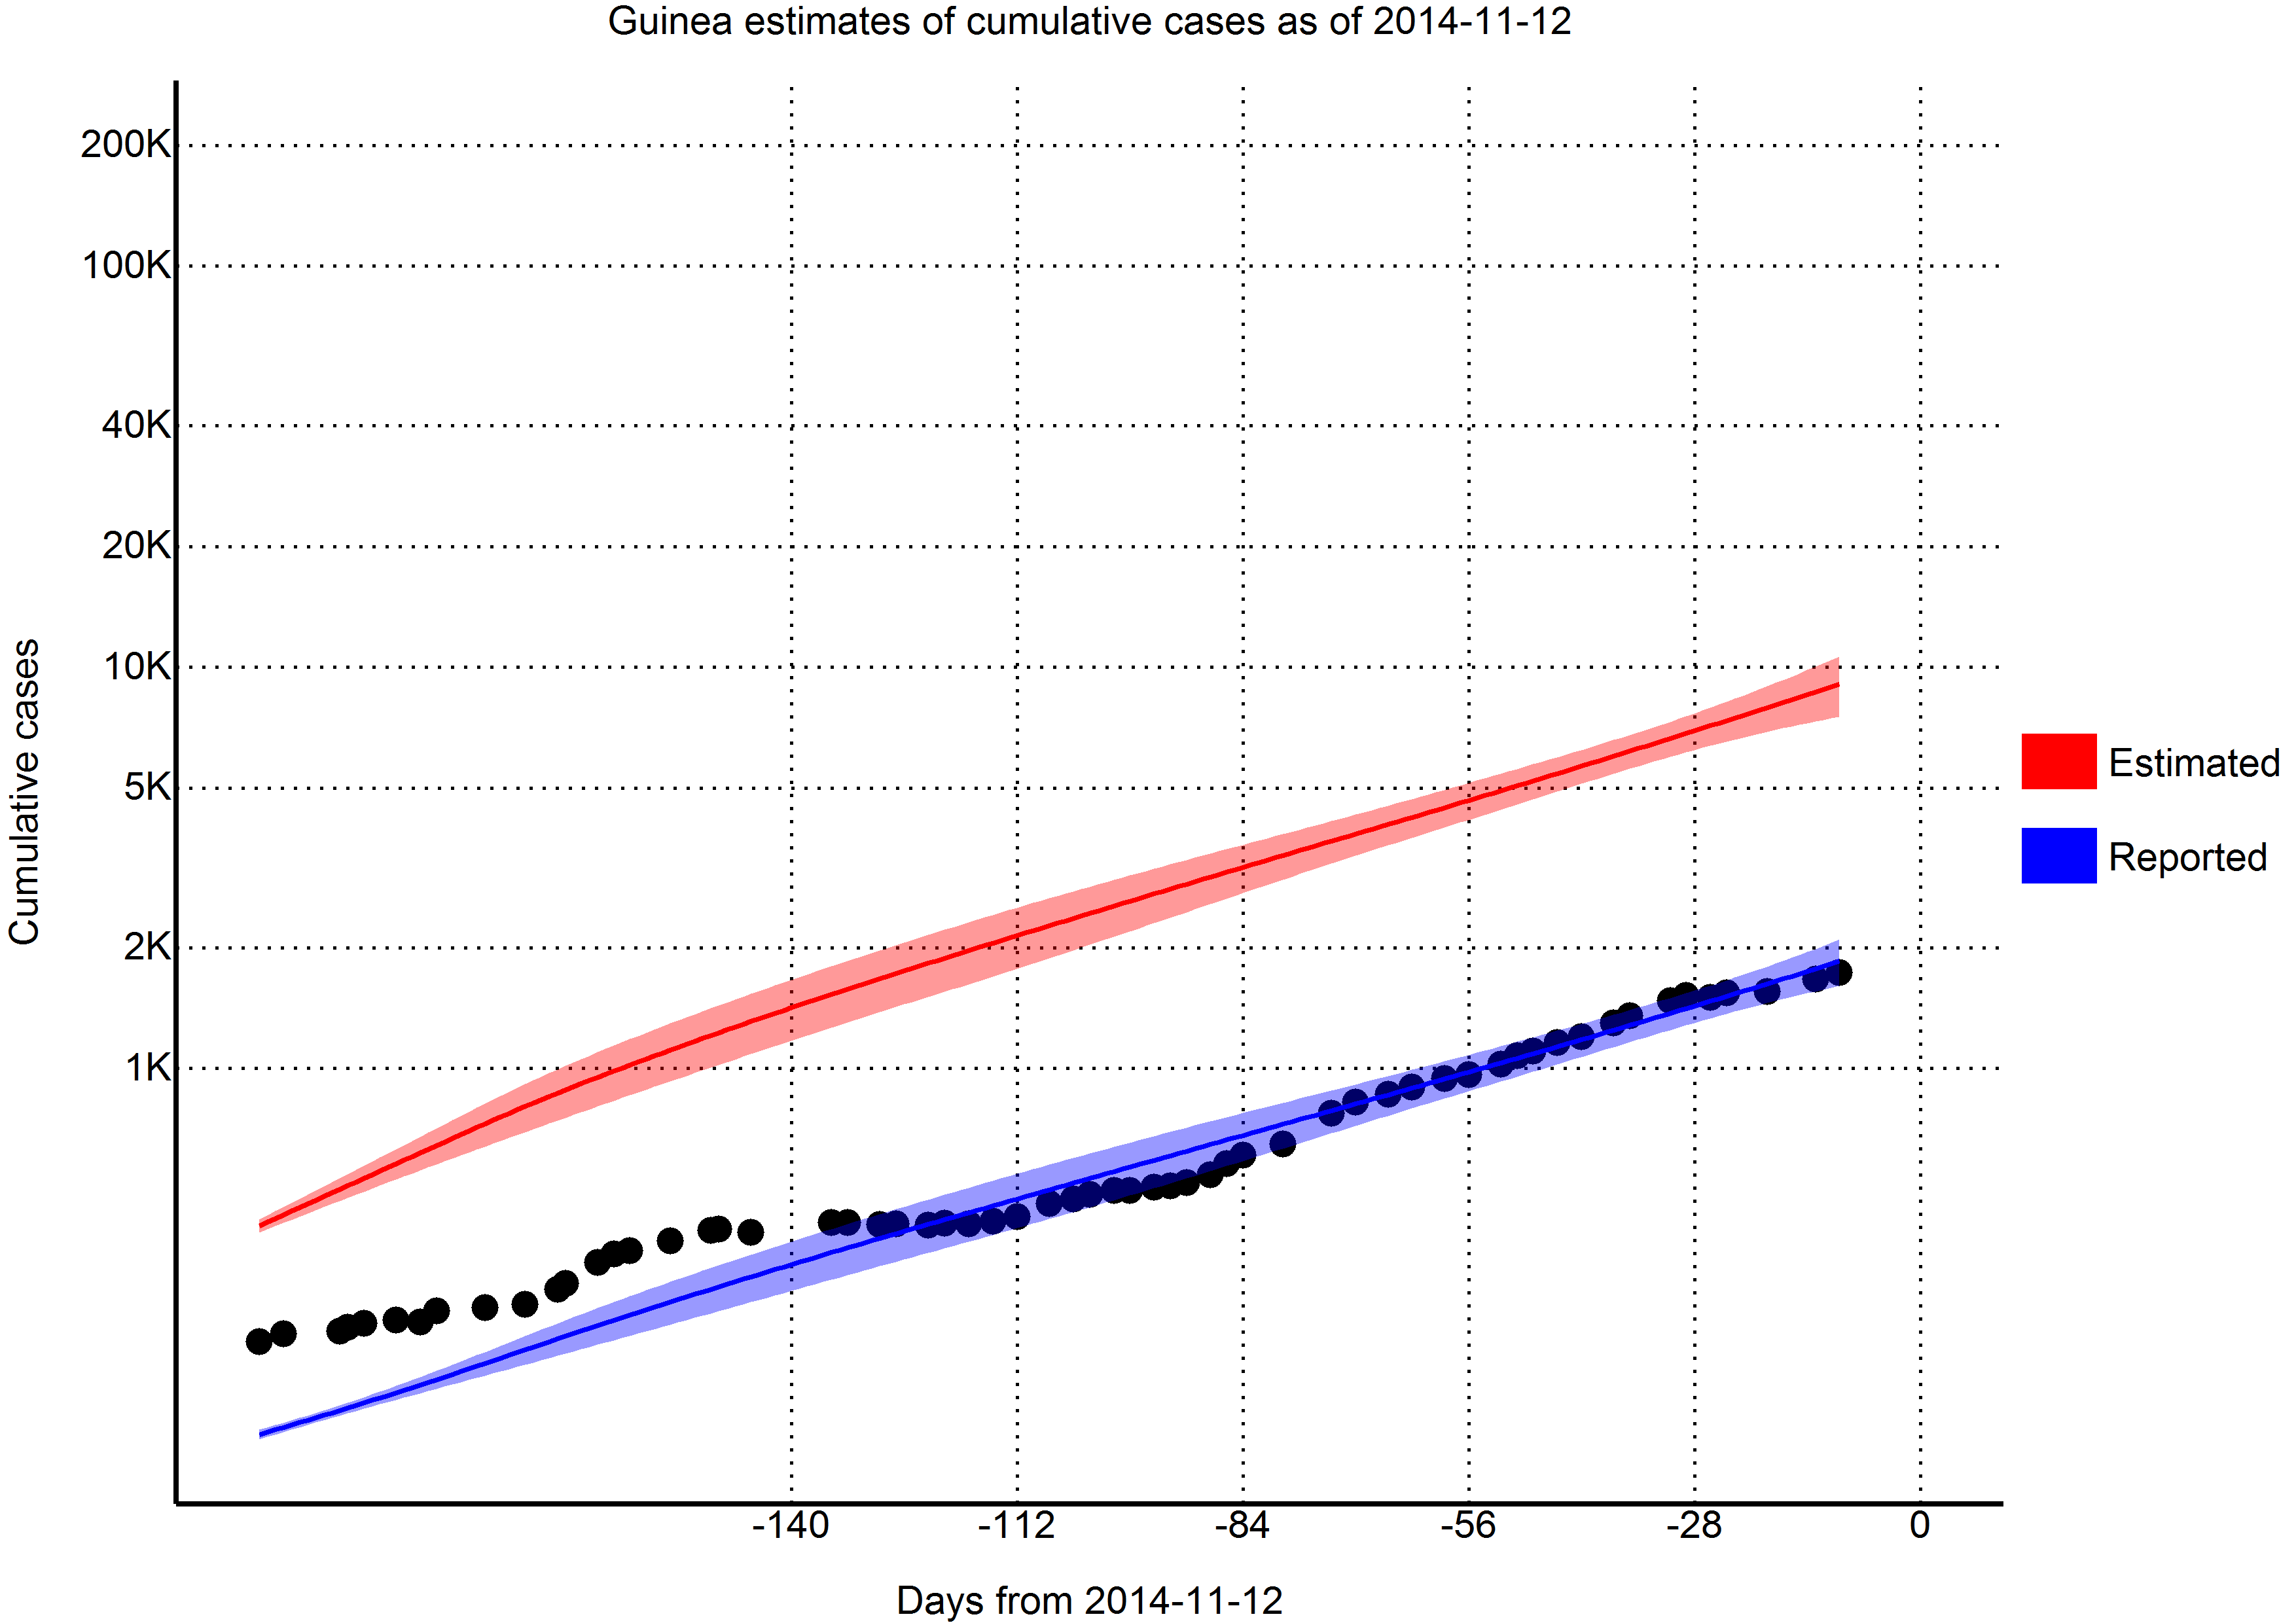 Guinea estimates of cumulative cases as of 2014-11-12
200K
100K
40K
20K
10K
5K
2K
1K
Cumulative cases
Estimated
Reported
-140 -112 -84 -56 -28 0
Days from 2014-11-12